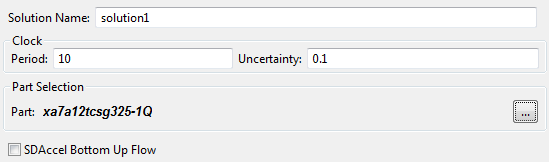 Solution Name: solution1
Clock
Period: 10 Uncertainty: 0.1
Part Selection
Part: xa7a12tcsg325-1Q ...
SDAccel Bottom Up Flow